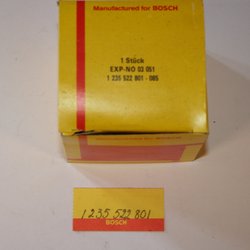 Manufactured for BOSCH
1 Stück
EXP-NO 03 051
1 235 522 801 - 085
1 235 522 801
BOSCH